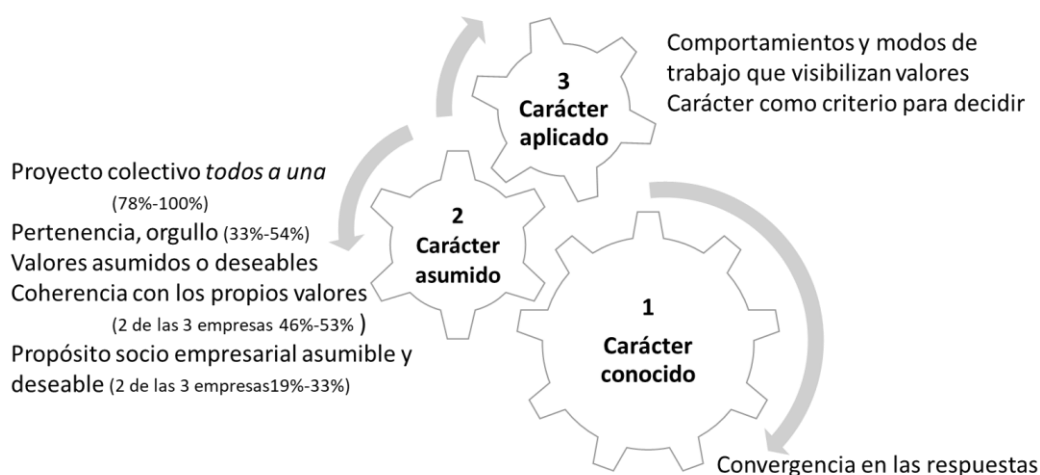 3
Carácter
aplicado
Comportamientos y modos de
trabajo que visibilizan valores
Carácter como criterio para decidir
Proyecto colectivo todos a una
(78%-100%)
Pertenencia, orgullo (33%-54%)
Valores asumidos o deseables
Coherencia con los propios valores
(2 de las 3 empresas 46%-53% )
Propósito socio empresarial asumible y
deseable (2 de las 3 empresas19%-33%)
2
Carácter
asumido
1
Carácter
conocido
Convergencia en las respuestas